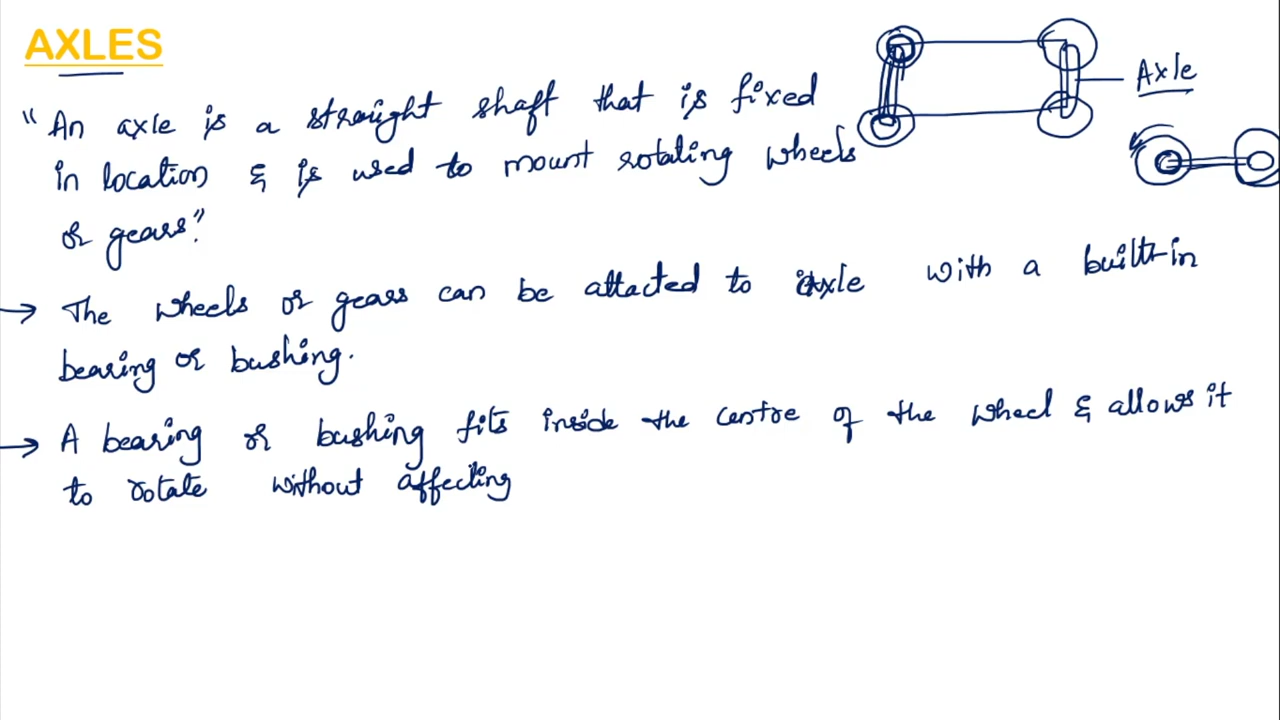 AXLES
Axle
"An axle is a straight shaft that is fixed
in location & is used to mount rotating wheels
or gears".
→ The wheels or gears can be attacted to axle with a built-in
bearing or bushing.
→ A bearing or bushing fits inside the centre of the wheel & allows it
to rotate without affecting